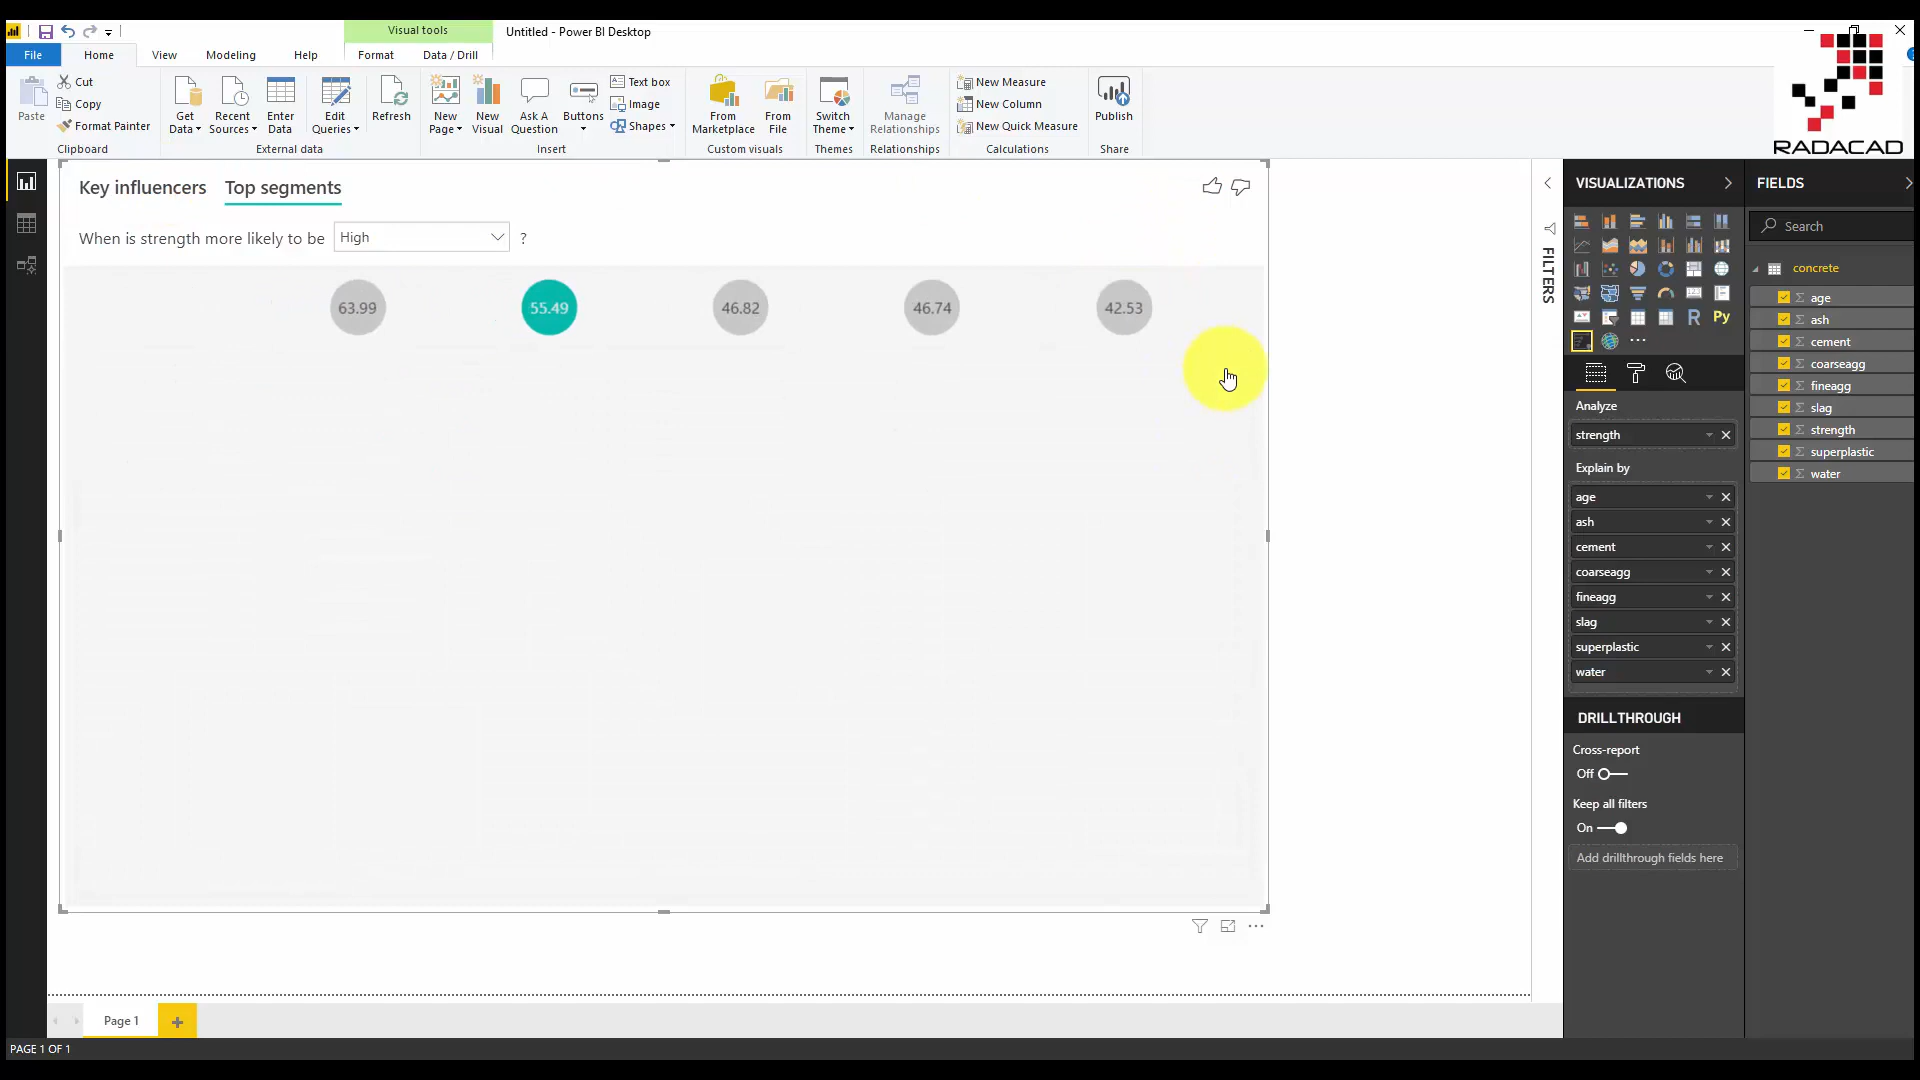 Visual tools
Untitled - Power BI Desktop
File Home View Modeling Help Format Data / Drill
Paste
Cut
Copy
Format Painter
Clipboard
Get Data
Recent Sources
Enter Data
Edit Queries
Refresh
External data
New Page
New Visual
Ask A Question
Buttons
Text box
Image
Shapes
Insert
From Marketplace
From File
Custom visuals
Switch Theme
Themes
Manage Relationships
Relationships
New Measure
New Column
New Quick Measure
Calculations
Publish
Share
RADACAD
Key influencers Top segments
When is strength more likely to be High ?
63.99 55.49 46.82 46.74 42.53
FILTERS
VISUALIZATIONS
R Py
Analyze
strength
Explain by
age
ash
cement
coarseagg
fineagg
slag
superplastic
water
DRILLTHROUGH
Cross-report
Off
Keep all filters
On
Add drillthrough fields here
FIELDS
Search
concrete
age
ash
cement
coarseagg
fineagg
slag
strength
superplastic
water
Page 1
PAGE 1 OF 1